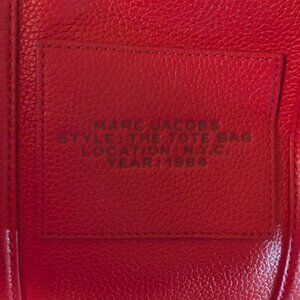 MARC JACOBS
STYLE : THE TOTE BAG
LOCATION : N.Y.C.
YEAR : 1984